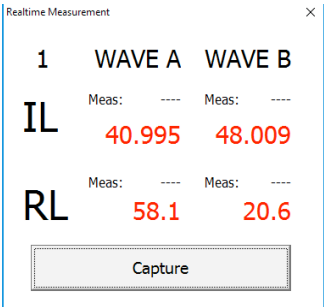 Realtime Measurement
1 WAVE A WAVE B
IL
Meas: ---- Meas: ----
40.995 48.009
RL
Meas: ---- Meas: ----
58.1 20.6
Capture